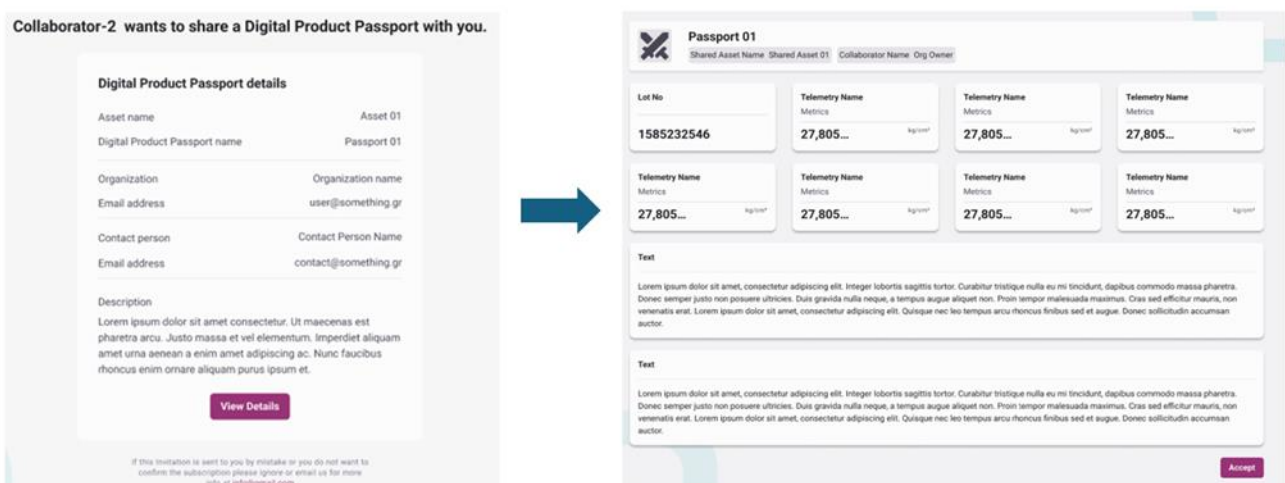 Collaborator-2 wants to share a Digital Product Passport with you.
Digital Product Passport details
Asset name Asset 01
Digital Product Passport name Passport 01
Organization Organization name
Email address user@something.gr
Contact person Contact Person Name
Email address contact@something.gr
Description
Lorem ipsum dolor sit amet consectetur. Ut maecenas est
pharetra arcu. Justo massa et vel elementum. Imperdiet aliquam
amet urna aenean a enim amet adipiscing ac. Nunc faucibus
rhoncus enim ornare aliquam purus ipsum et.
View Details
If this invitation is sent to you by mistake or you do not want to
confirm the subscription please ignore or email us for more
Passport 01
Shared Asset Name Shared Asset 01 Collaborator Name Org Owner
Lot No Telemetry Name Telemetry Name Telemetry Name
Metrics Metrics Metrics
1585232546 27,805... kg/cm² 27,805... kg/cm² 27,805... kg/cm²
Telemetry Name Telemetry Name Telemetry Name Telemetry Name
Metrics Metrics Metrics Metrics
27,805... kg/cm² 27,805... kg/cm² 27,805... kg/cm² 27,805... kg/cm²
Text
Lorem ipsum dolor sit amet, consectetur adipiscing elit. Integer lobortis sagittis tortor. Curabitur tristique nulla eu mi tincidunt, dapibus commodo massa pharetra.
Donec semper justo non posuere ultricies. Duis gravida nulla neque, a tempus augue aliquet non. Proin tempor malesuada maximus. Cras sed efficitur mauris, non
venenatis erat. Lorem ipsum dolor sit amet, consectetur adipiscing elit. Quisque nec leo tempus arcu rhoncus finibus sed et augue. Donec sollicitudin accumsan
auctor.
Text
Lorem ipsum dolor sit amet, consectetur adipiscing elit. Integer lobortis sagittis tortor. Curabitur tristique nulla eu mi tincidunt, dapibus commodo massa pharetra.
Donec semper justo non posuere ultricies. Duis gravida nulla neque, a tempus augue aliquet non. Proin tempor malesuada maximus. Cras sed efficitur mauris, non
venenatis erat. Lorem ipsum dolor sit amet, consectetur adipiscing elit. Quisque nec leo tempus arcu rhoncus finibus sed et augue. Donec sollicitudin accumsan
auctor.
Accept